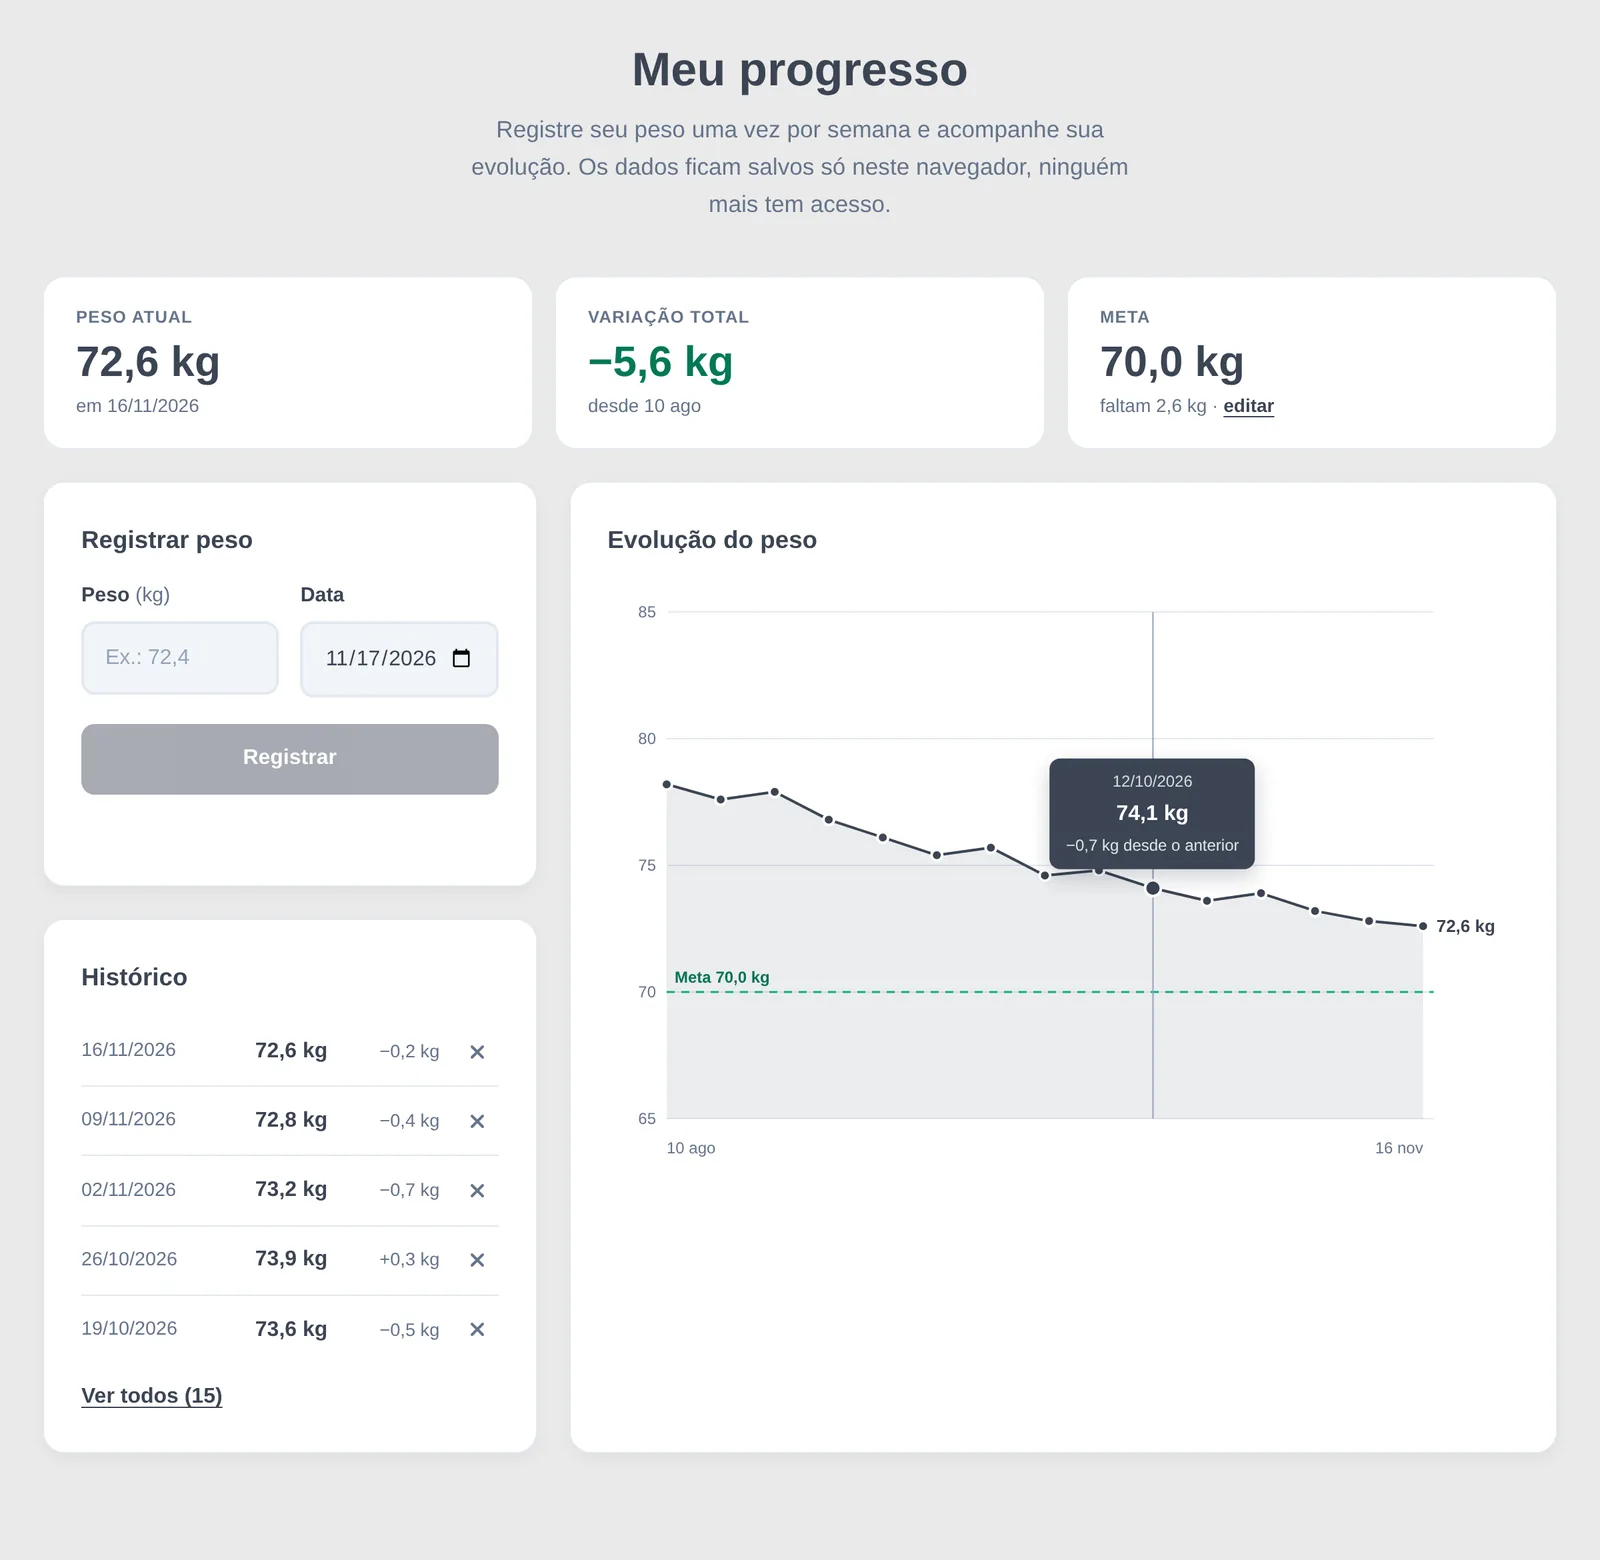 Meu progresso
Registre seu peso uma vez por semana e acompanhe sua
evolução. Os dados ficam salvos só neste navegador, ninguém
mais tem acesso.
PESO ATUAL
72,6 kg
em 16/11/2026
VARIAÇÃO TOTAL
−5,6 kg
desde 10 ago
META
70,0 kg
faltam 2,6 kg · editar
Registrar peso
Peso (kg)
Data
Ex.: 72,4
11/17/2026
Registrar
Histórico
16/11/2026 72,6 kg −0,2 kg ✕
09/11/2026 72,8 kg −0,4 kg ✕
02/11/2026 73,2 kg −0,7 kg ✕
26/10/2026 73,9 kg +0,3 kg ✕
19/10/2026 73,6 kg −0,5 kg ✕
Ver todos (15)
Evolução do peso
85
80
12/10/2026
74,1 kg
−0,7 kg desde o anterior
75
72,6 kg
Meta 70,0 kg
70
65
10 ago
16 nov